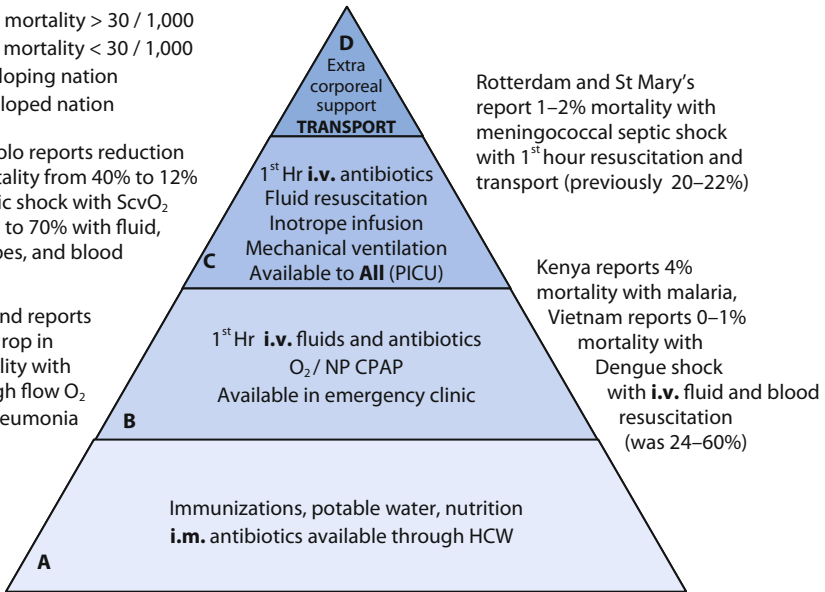 mortality > 30 / 1,000
mortality < 30 / 1,000
loping nation
loped nation
olo reports reduction
tality from 40% to 12%
ic shock with ScvO2
to 70% with fluid,
pes, and blood
nd reports
rop in
lity with
gh flow O2
eumonia
D
Extra
corporeal
support
TRANSPORT
1st Hr i.v. antibiotics
Fluid resuscitation
Inotrope infusion
Mechanical ventilation
Available to All (PICU)
C
1st Hr i.v. fluids and antibiotics
O2 / NP CPAP
Available in emergency clinic
B
Immunizations, potable water, nutrition
i.m. antibiotics available through HCW
A
Rotterdam and St Mary's
report 1–2% mortality with
meningococcal septic shock
with 1st hour resuscitation and
transport (previously 20–22%)
Kenya reports 4%
mortality with malaria,
Vietnam reports 0–1%
mortality with
Dengue shock
with i.v. fluid and blood
resuscitation
(was 24–60%)